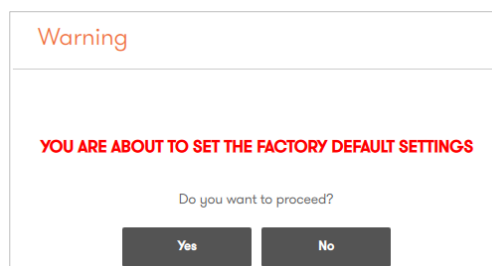 Warning
YOU ARE ABOUT TO SET THE FACTORY DEFAULT SETTINGS
Do you want to proceed?
Yes No